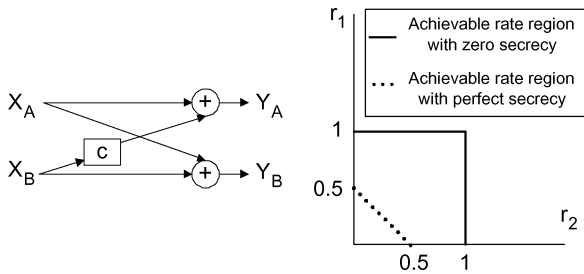 X_A
+
Y_A
c
X_B
+
Y_B
r_1
Achievable rate region
with zero secrecy
Achievable rate region
with perfect secrecy
1
0.5
r_2
0.5
1